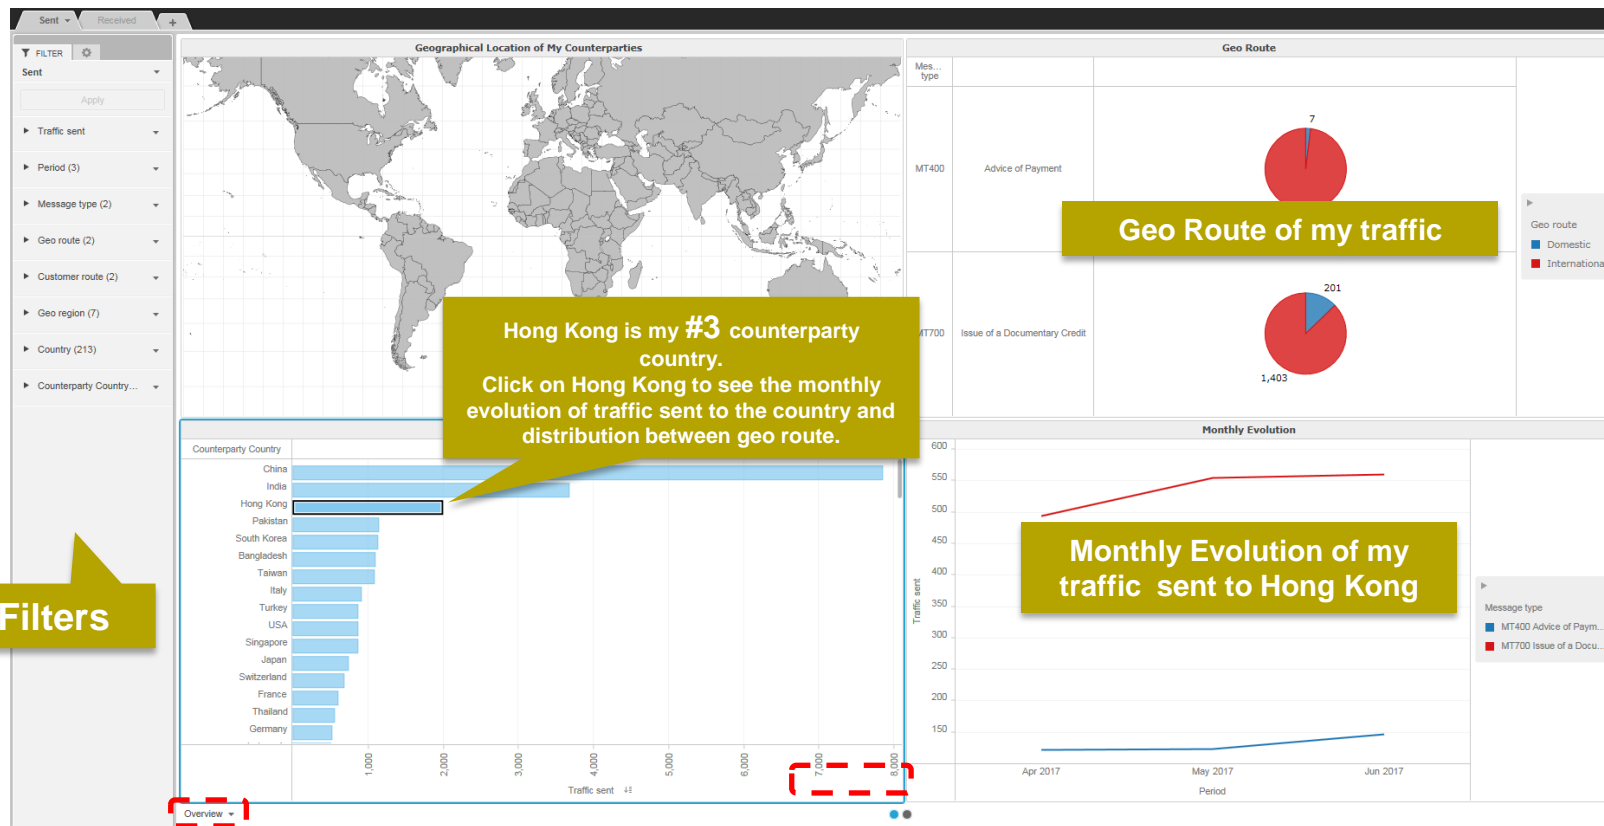 Sent
Received
+
FILTER
Sent
Apply
Traffic sent
Period (3)
Message type (2)
Geo route (2)
Customer route (2)
Geo region (7)
Country (213)
Counterparty Country...
Filters
Geographical Location of My Counterparties
Hong Kong is my #3 counterparty
country.
Click on Hong Kong to see the monthly
evolution of traffic sent to the country and
distribution between geo route.
Geo Route
Mes...
type
MT400
Advice of Payment
7
Geo Route of my traffic
MT700
Issue of a Documentary Credit
201
1,403
Geo route
Domestic
Internationa
Counterparty Country
China
India
Hong Kong
Pakistan
South Korea
Bangladesh
Taiwan
Italy
Turkey
USA
Singapore
Japan
Switzerland
France
Thailand
Germany
1,000
2,000
3,000
4,000
5,000
6,000
7,000
8,000
Traffic sent
Overview
Monthly Evolution
600
550
500
450
400
350
300
250
200
150
Traffic sent
Monthly Evolution of my
traffic sent to Hong Kong
Apr 2017
May 2017
Jun 2017
Period
Message type
MT400 Advice of Paym...
MT700 Issue of a Docu...